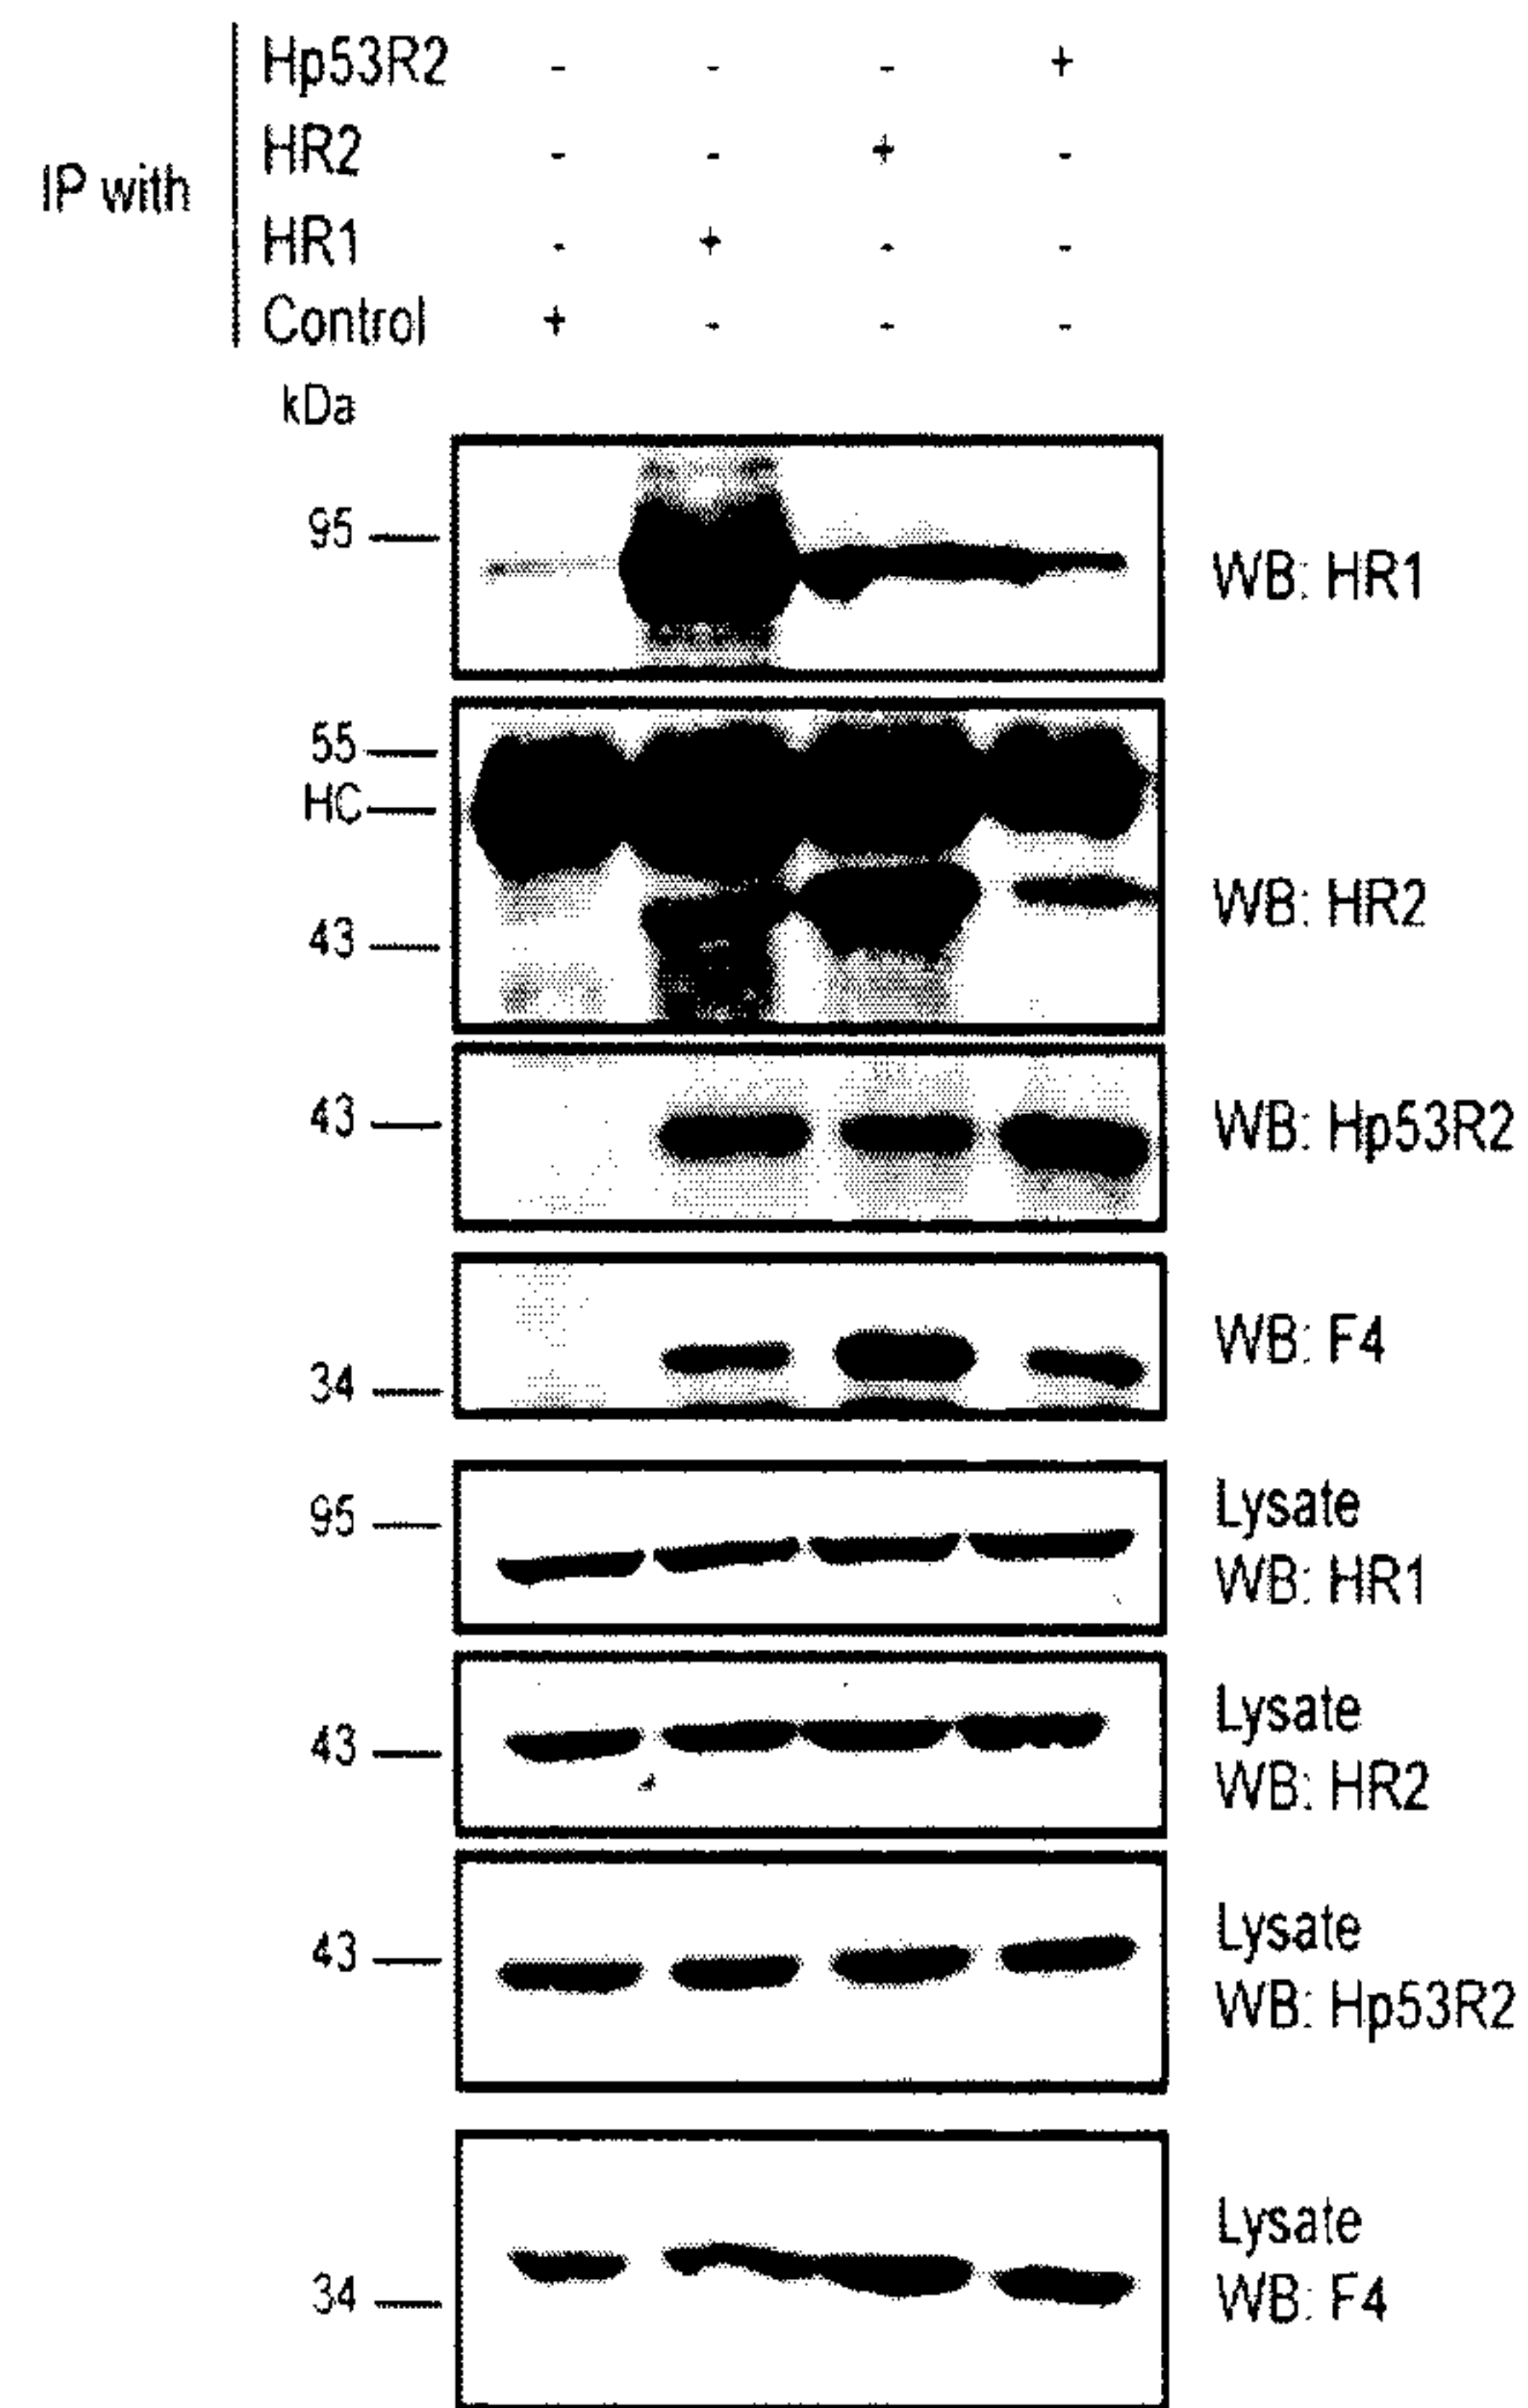 Hp53R2 - - - +
HR2 - - + -
IP with
HR1 - + - -
Control + - - -
kDa
95
WB: HR1
55
HC
WB: HR2
43
43
WB: Hp53R2
WB: F4
34
95
Lysate
WB: HR1
Lysate
43
WB: HR2
Lysate
43
WB: Hp53R2
Lysate
34
WB: F4